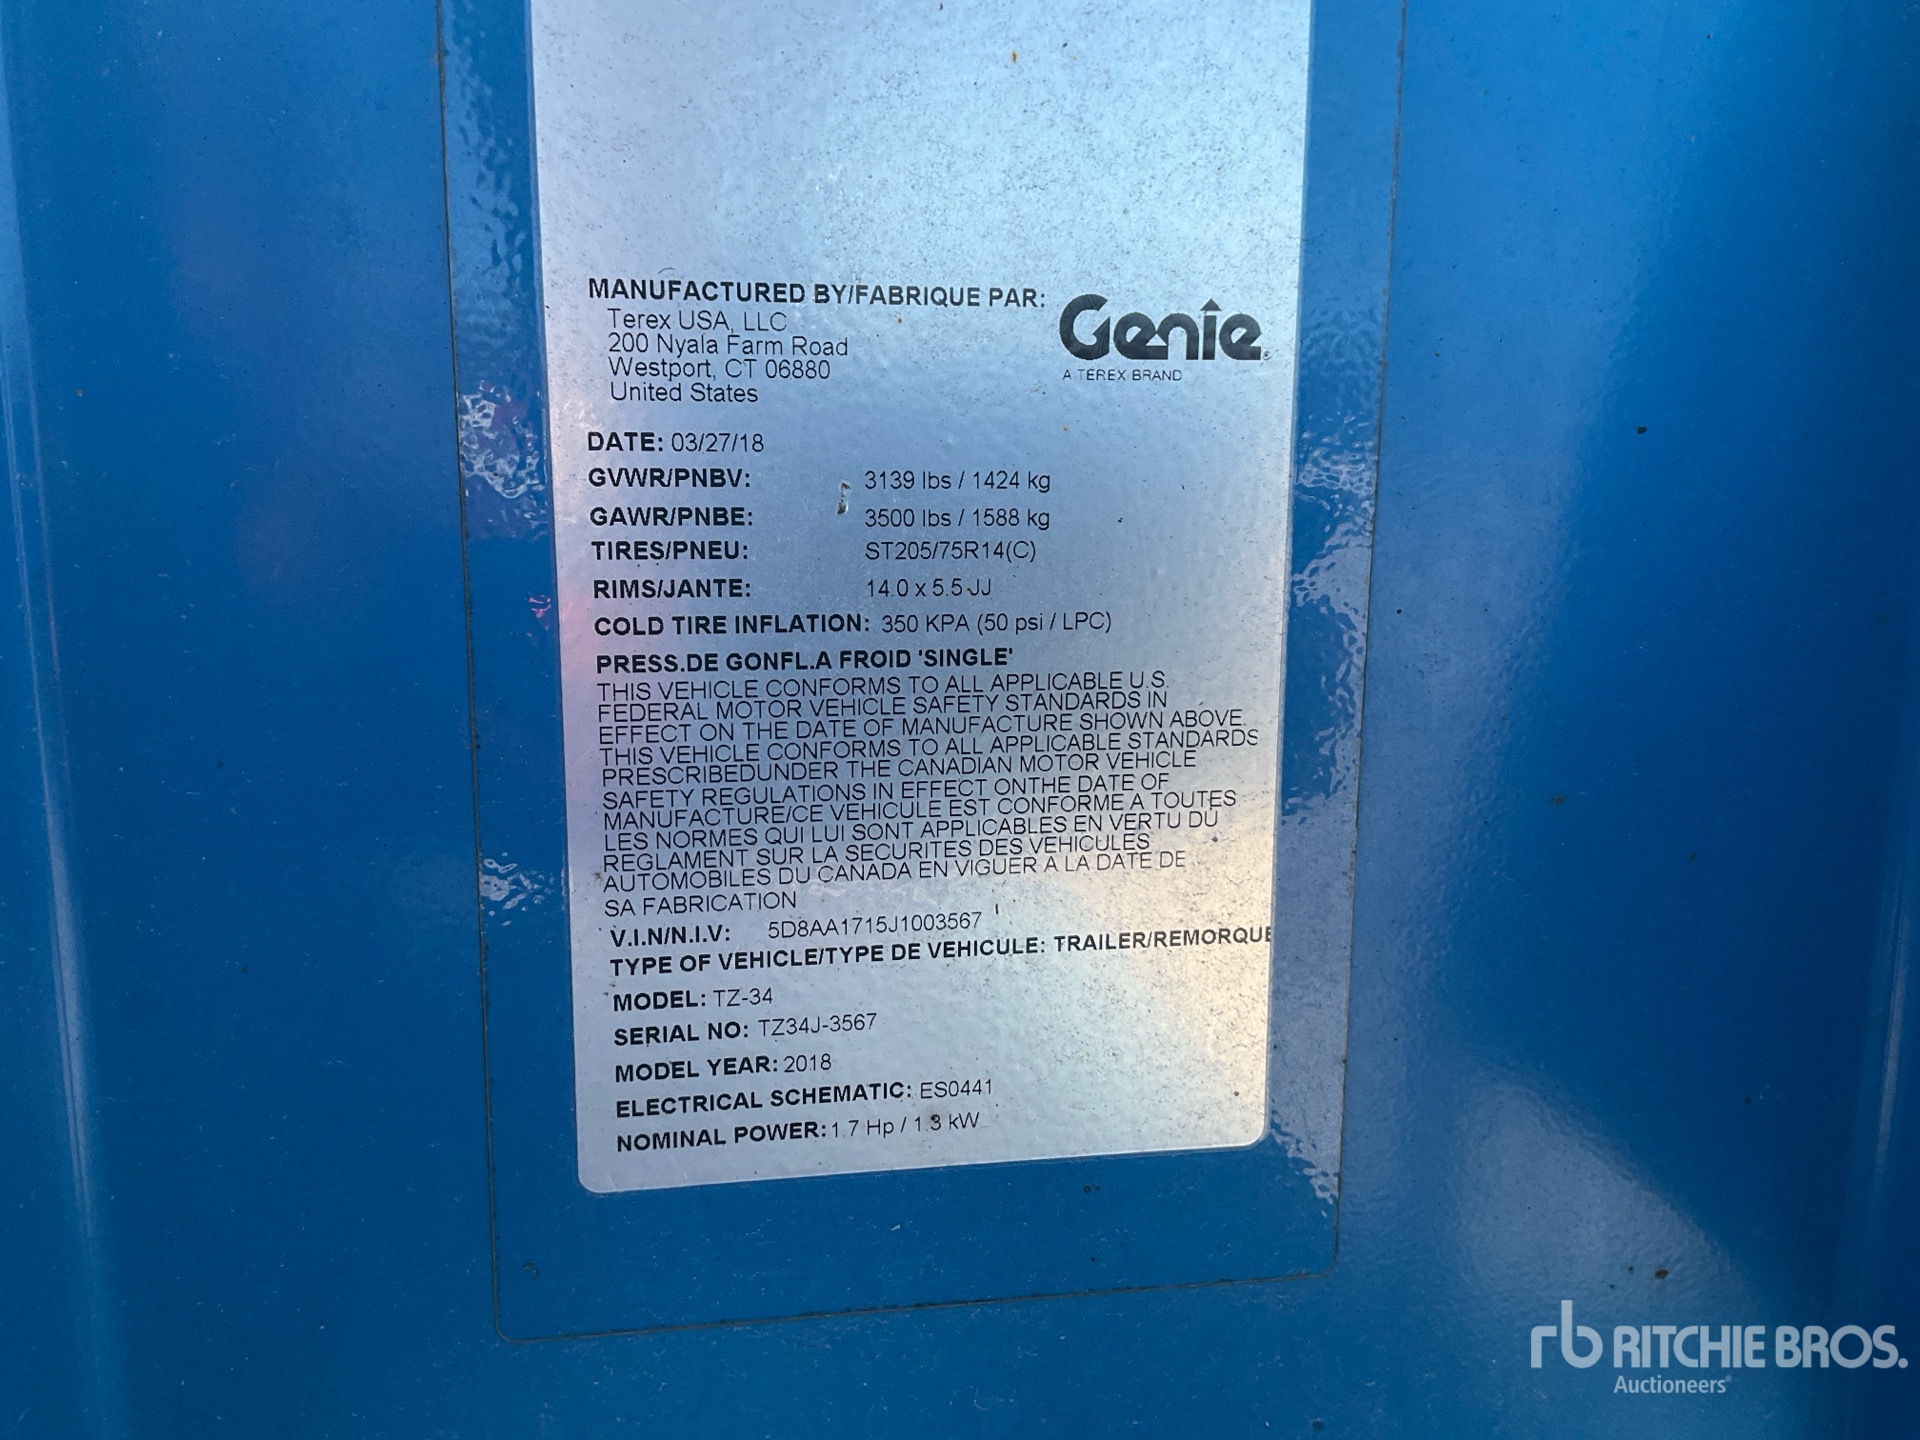 MANUFACTURED BY/FABRIQUE PAR:
Terex USA, LLC
200 Nyala Farm Road
Westport, CT 06880
United States
Genie®
A TEREX BRAND
DATE: 03/27/18
GVWR/PNBV: 3139 lbs / 1424 kg
GAWR/PNBE: 3500 lbs / 1588 kg
TIRES/PNEU: ST205/75R14(C)
RIMS/JANTE: 14.0 x 5.5 JJ
COLD TIRE INFLATION: 350 KPA (50 psi / LPC)
PRESS.DE GONFL.A FROID 'SINGLE'
THIS VEHICLE CONFORMS TO ALL APPLICABLE U.S.
FEDERAL MOTOR VEHICLE SAFETY STANDARDS IN
EFFECT ON THE DATE OF MANUFACTURE SHOWN ABOVE.
THIS VEHICLE CONFORMS TO ALL APPLICABLE STANDARDS
PRESCRIBEDUNDER THE CANADIAN MOTOR VEHICLE
SAFETY REGULATIONS IN EFFECT ONTHE DATE OF
MANUFACTURE/CE VEHICULE EST CONFORME A TOUTES
LES NORMES QUI LUI SONT APPLICABLES EN VERTU DU
REGLAMENT SUR LA SECURITES DES VEHICULES
AUTOMOBILES DU CANADA EN VIGUER A LA DATE DE
SA FABRICATION
V.I.N/N.I.V: 5D8AA1715J1003567
TYPE OF VEHICLE/TYPE DE VEHICULE: TRAILER/REMORQUE
MODEL: TZ-34
SERIAL NO: TZ34J-3567
MODEL YEAR: 2018
ELECTRICAL SCHEMATIC: ES0441
NOMINAL POWER: 1.7 Hp / 1.3 kW
rb RITCHIE BROS.
Auctioneers®